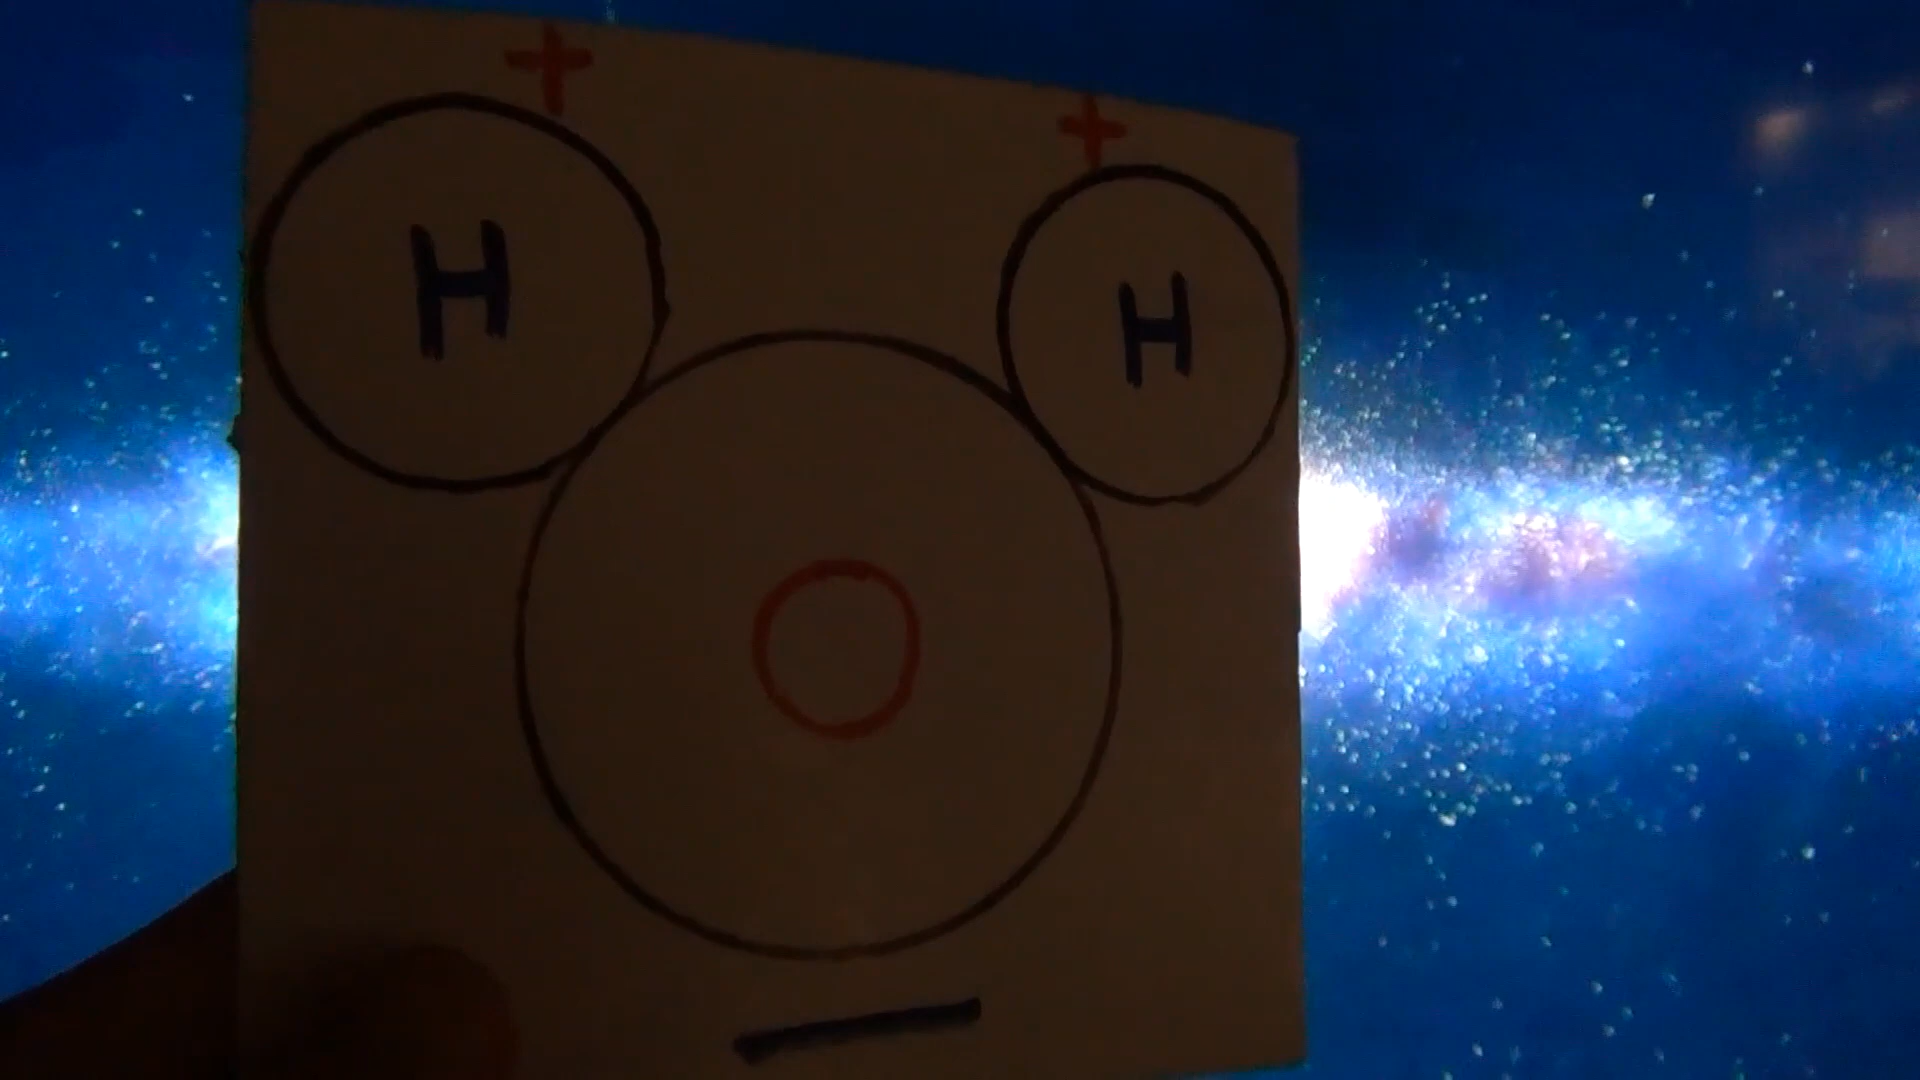 + +
H H
O
—